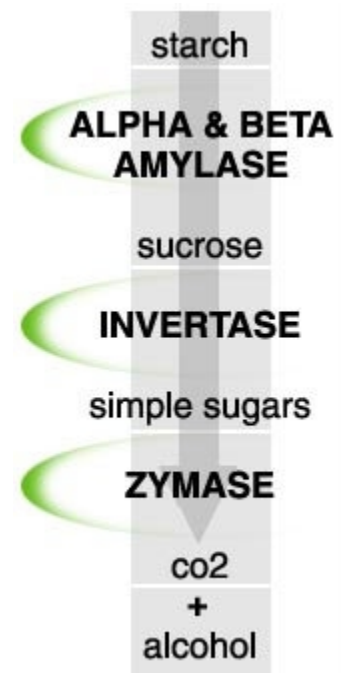 starch
ALPHA & BETA
AMYLASE
sucrose
INVERTASE
simple sugars
ZYMASE
co2
+
alcohol